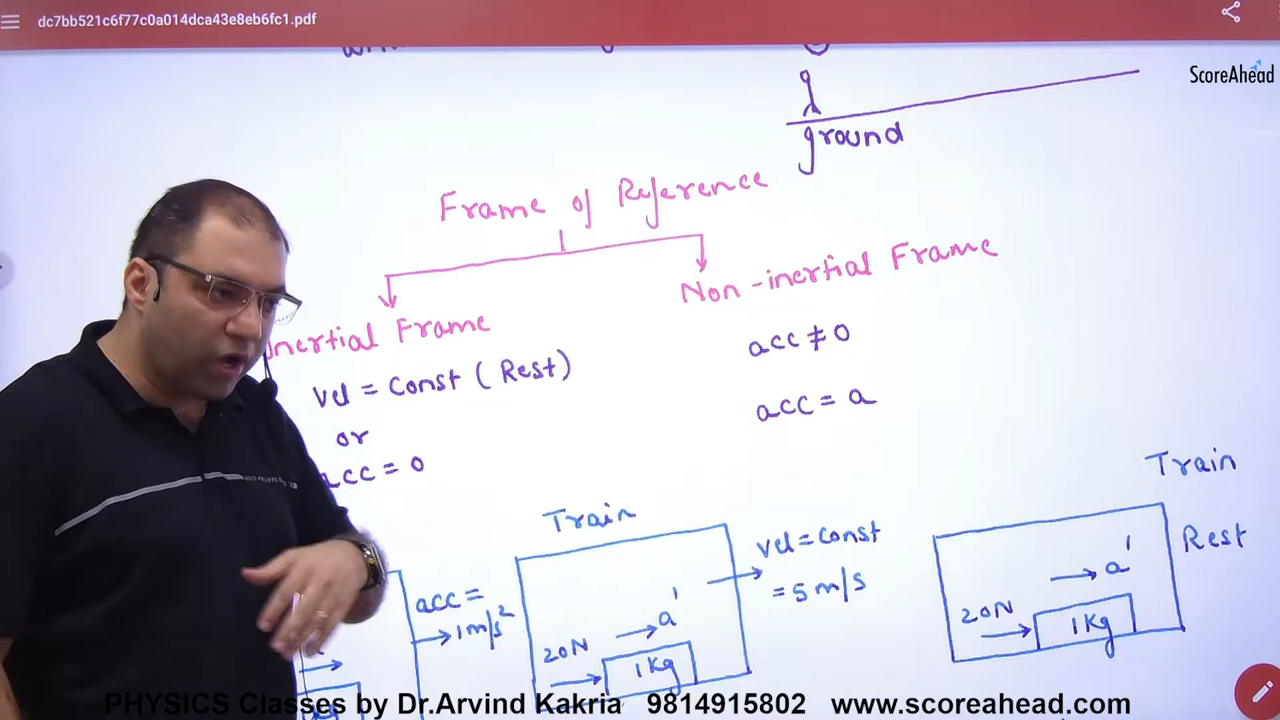 dc7bb521c6f77c0a014dca43e8eb6fc1.pdf
ScoreAhead
ground
Frame of Reference
Inertial Frame
Non-inertial Frame
Vel = Const (Rest)
or
acc = 0
acc ≠ 0
acc = a
acc =
1m/s²
Train
Vel = Const
= 5m/s
a'
20N
1Kg
Train
Rest
a'
20N
1Kg
PHYSICS Classes by Dr.Arvind Kakria 9814915802 www.scoreahead.com